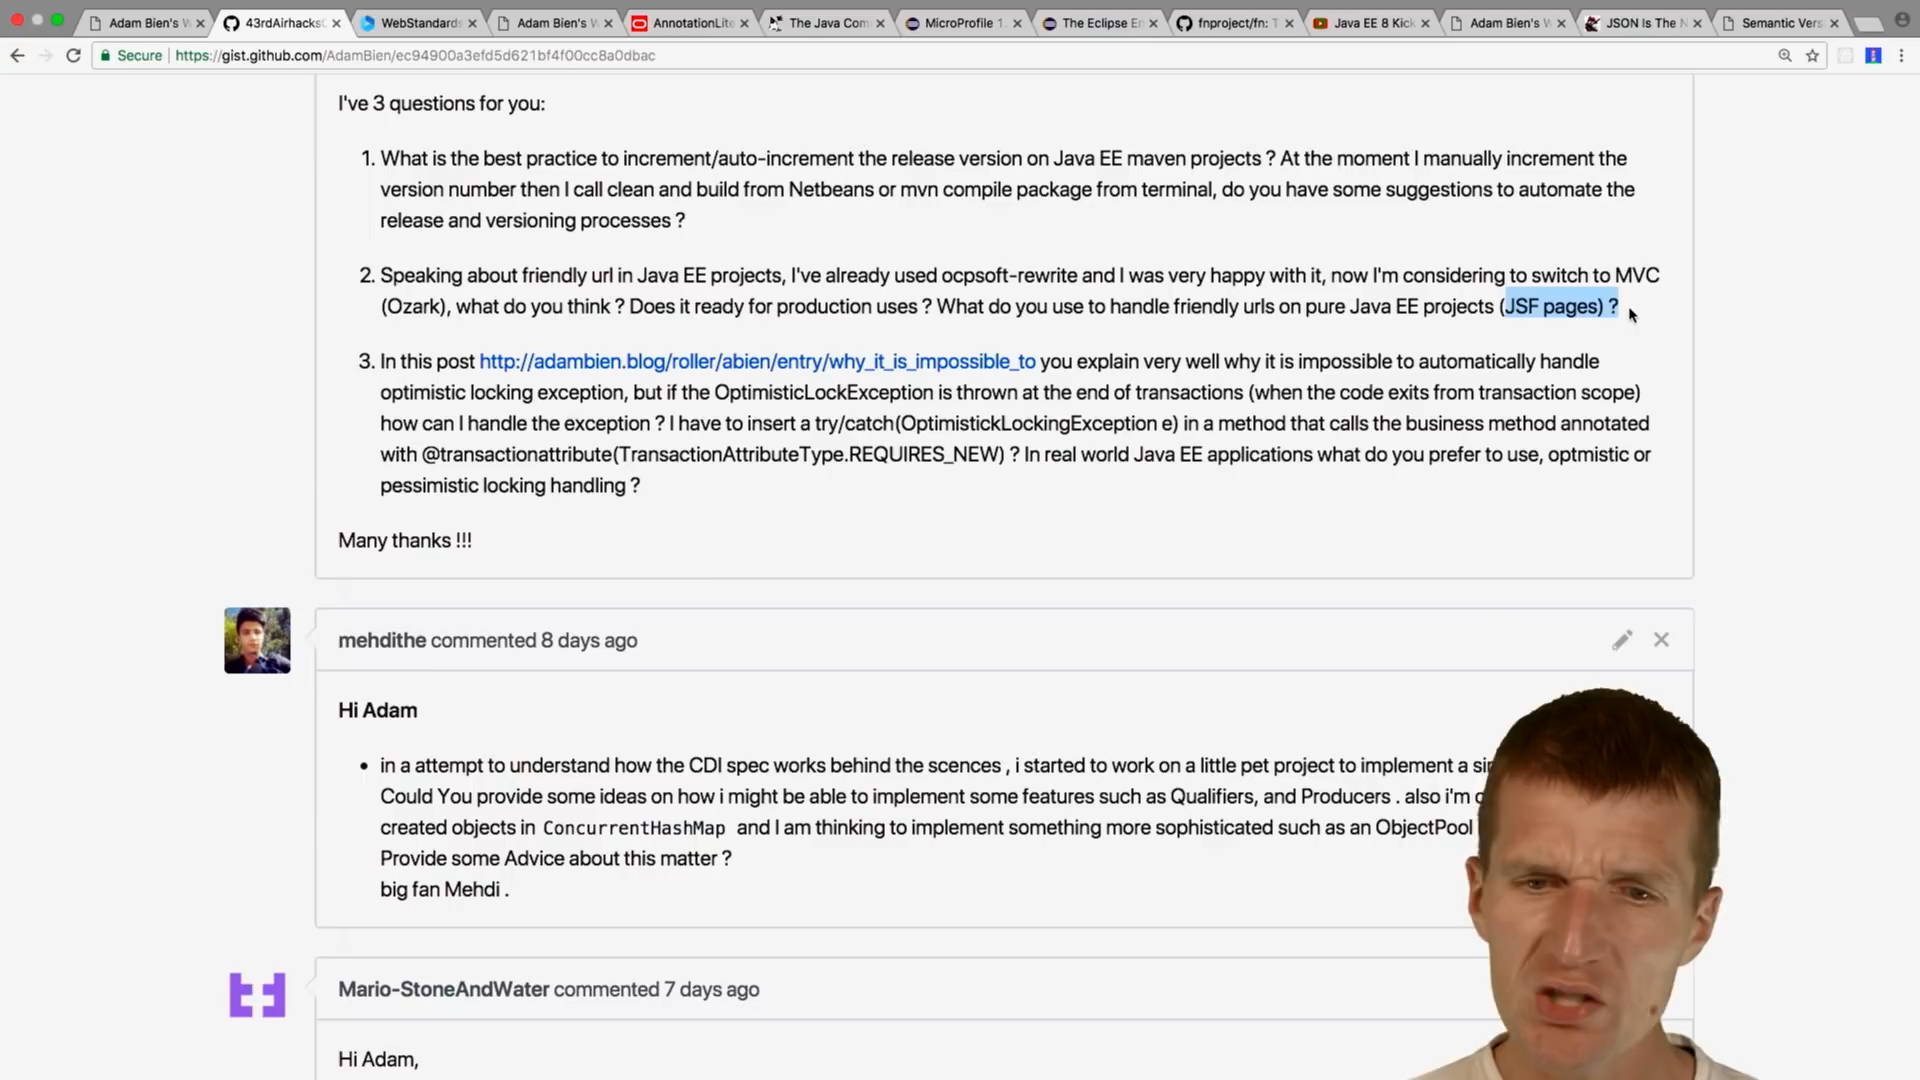 Adam Bien's W
43rdAirhacksQ
WebStandards
Adam Bien's W
AnnotationLite
The Java Com
MicroProfile 1.
The Eclipse En
fnproject/fn: T
Java EE 8 Kick
Adam Bien's W
JSON Is The N
Semantic Vers
Secure https://gist.github.com/AdamBien/ec94900a3efd5d621bf4f00cc8a0dbac
I've 3 questions for you:
1. What is the best practice to increment/auto-increment the release version on Java EE maven projects ? At the moment I manually increment the
version number then I call clean and build from Netbeans or mvn compile package from terminal, do you have some suggestions to automate the
release and versioning processes ?
2. Speaking about friendly url in Java EE projects, I've already used ocpsoft-rewrite and I was very happy with it, now I'm considering to switch to MVC
(Ozark), what do you think ? Does it ready for production uses ? What do you use to handle friendly urls on pure Java EE projects (JSF pages) ?
3. In this post http://adambien.blog/roller/abien/entry/why_it_is_impossible_to you explain very well why it is impossible to automatically handle
optimistic locking exception, but if the OptimisticLockException is thrown at the end of transactions (when the code exits from transaction scope)
how can I handle the exception ? I have to insert a try/catch(OptimistickLockingException e) in a method that calls the business method annotated
with @transactionattribute(TransactionAttributeType.REQUIRES_NEW) ? In real world Java EE applications what do you prefer to use, optmistic or
pessimistic locking handling ?
Many thanks !!!
mehdithe commented 8 days ago
Hi Adam
• in a attempt to understand how the CDI spec works behind the scences , i started to work on a little pet project to implement a si
Could You provide some ideas on how i might be able to implement some features such as Qualifiers, and Producers . also i'm
created objects in ConcurrentHashMap and I am thinking to implement something more sophisticated such as an ObjectPool
Provide some Advice about this matter ?
big fan Mehdi .
Mario-StoneAndWater commented 7 days ago
Hi Adam,